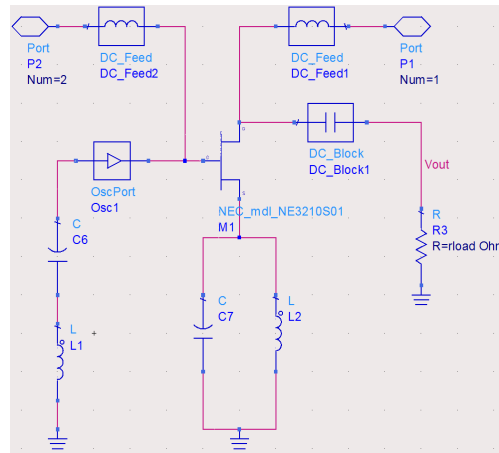 Port
P2
Num=2
DC_Feed
DC_Feed2
DC_Feed
DC_Feed1
Port
P1
Num=1
DC_Block
DC_Block1
Vout
OscPort
Osc1
NEC_mdl_NE3210S01
M1
R
R3
R=rload Ohr
C
C6
L
L1
C
C7
L
L2